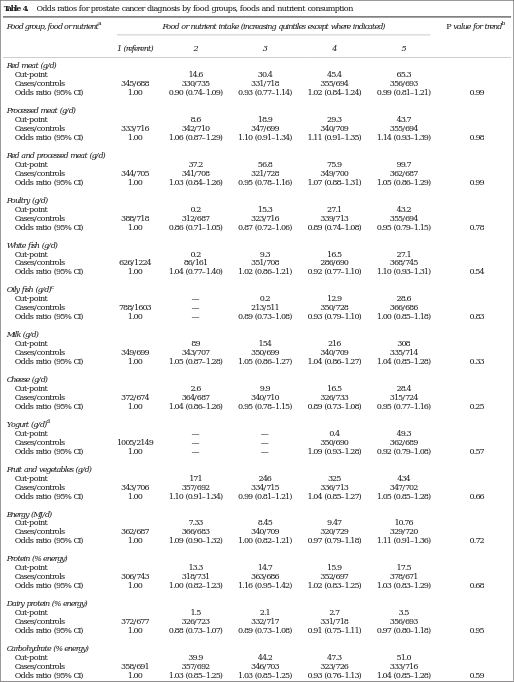 Table 4. Odds ratios for prostate cancer diagnosis by food groups, foods and nutrient consumption
Food group, food or nutrient^a Food or nutrient intake (increasing quintiles except where indicated) P value for trend^b
1 (referent) 2 3 4 5
Red meat (g/d)
Cut-point 14.6 30.4 45.4 65.3
Cases/controls 345/688 330/735 331/718 355/694 356/693
Odds ratio (95% CI) 1.00 0.90 (0.74–1.09) 0.93 (0.77–1.14) 1.02 (0.84–1.24) 0.99 (0.81–1.21) 0.99
Processed meat (g/d)
Cut-point 8.6 18.9 29.3 43.7
Cases/controls 333/716 342/710 347/699 340/709 355/694
Odds ratio (95% CI) 1.00 1.06 (0.87–1.29) 1.10 (0.91–1.34) 1.11 (0.91–1.35) 1.14 (0.93–1.39) 0.98
Red and processed meat (g/d)
Cut-point 37.2 56.8 75.9 99.7
Cases/controls 344/705 341/708 321/728 349/700 362/687
Odds ratio (95% CI) 1.00 1.03 (0.84–1.26) 0.95 (0.78–1.16) 1.07 (0.88–1.31) 1.05 (0.86–1.29) 0.99
Poultry (g/d)
Cut-point 0.2 15.3 27.1 43.2
Cases/controls 388/718 312/687 323/716 339/713 355/694
Odds ratio (95% CI) 1.00 0.86 (0.71–1.05) 0.87 (0.72–1.06) 0.89 (0.74–1.08) 0.95 (0.79–1.15) 0.78
White fish (g/d)
Cut-point 0.2 9.3 16.5 27.1
Cases/controls 626/1224 86/161 351/708 286/690 368/745
Odds ratio (95% CI) 1.00 1.04 (0.77–1.40) 1.02 (0.86–1.21) 0.92 (0.77–1.10) 1.10 (0.93–1.31) 0.54
Oily fish (g/d)^c
Cut-point — 0.2 12.9 28.6
Cases/controls 788/1603 — 213/511 350/728 366/686
Odds ratio (95% CI) 1.00 — 0.89 (0.73–1.08) 0.93 (0.79–1.10) 1.00 (0.85–1.18) 0.83
Milk (g/d)
Cut-point 89 154 216 308
Cases/controls 349/699 343/707 350/699 340/709 335/714
Odds ratio (95% CI) 1.00 1.05 (0.87–1.28) 1.05 (0.86–1.27) 1.04 (0.86–1.27) 1.04 (0.85–1.28) 0.33
Cheese (g/d)
Cut-point 2.6 9.9 16.5 28.4
Cases/controls 372/674 364/687 340/710 326/733 315/724
Odds ratio (95% CI) 1.00 1.04 (0.86–1.26) 0.95 (0.78–1.15) 0.89 (0.73–1.08) 0.95 (0.77–1.16) 0.25
Yogurt (g/d)^d
Cut-point — — 0.4 49.3
Cases/controls 1005/2149 — — 350/690 362/689
Odds ratio (95% CI) 1.00 — — 1.09 (0.93–1.28) 0.92 (0.79–1.08) 0.57
Fruit and vegetables (g/d)
Cut-point 171 246 325 434
Cases/controls 343/706 357/692 334/715 336/713 347/702
Odds ratio (95% CI) 1.00 1.10 (0.91–1.34) 0.99 (0.81–1.21) 1.04 (0.85–1.27) 1.05 (0.85–1.28) 0.66
Energy (MJ/d)
Cut-point 7.33 8.45 9.47 10.76
Cases/controls 362/687 366/683 340/709 320/729 329/720
Odds ratio (95% CI) 1.00 1.09 (0.90–1.32) 1.00 (0.82–1.21) 0.97 (0.79–1.18) 1.11 (0.91–1.36) 0.72
Protein (% energy)
Cut-point 13.3 14.7 15.9 17.5
Cases/controls 306/743 318/731 363/686 352/697 378/671
Odds ratio (95% CI) 1.00 1.00 (0.82–1.23) 1.16 (0.95–1.42) 1.02 (0.83–1.25) 1.03 (0.83–1.29) 0.68
Dairy protein (% energy)
Cut-point 1.5 2.1 2.7 3.5
Cases/controls 372/677 326/723 332/717 331/718 356/693
Odds ratio (95% CI) 1.00 0.88 (0.73–1.07) 0.89 (0.73–1.08) 0.91 (0.75–1.11) 0.97 (0.80–1.18) 0.95
Carbohydrate (% energy)
Cut-point 39.9 44.2 47.3 51.0
Cases/controls 358/691 357/692 346/703 323/726 333/716
Odds ratio (95% CI) 1.00 1.03 (0.85–1.25) 1.03 (0.85–1.25) 0.93 (0.76–1.13) 1.04 (0.85–1.28) 0.59